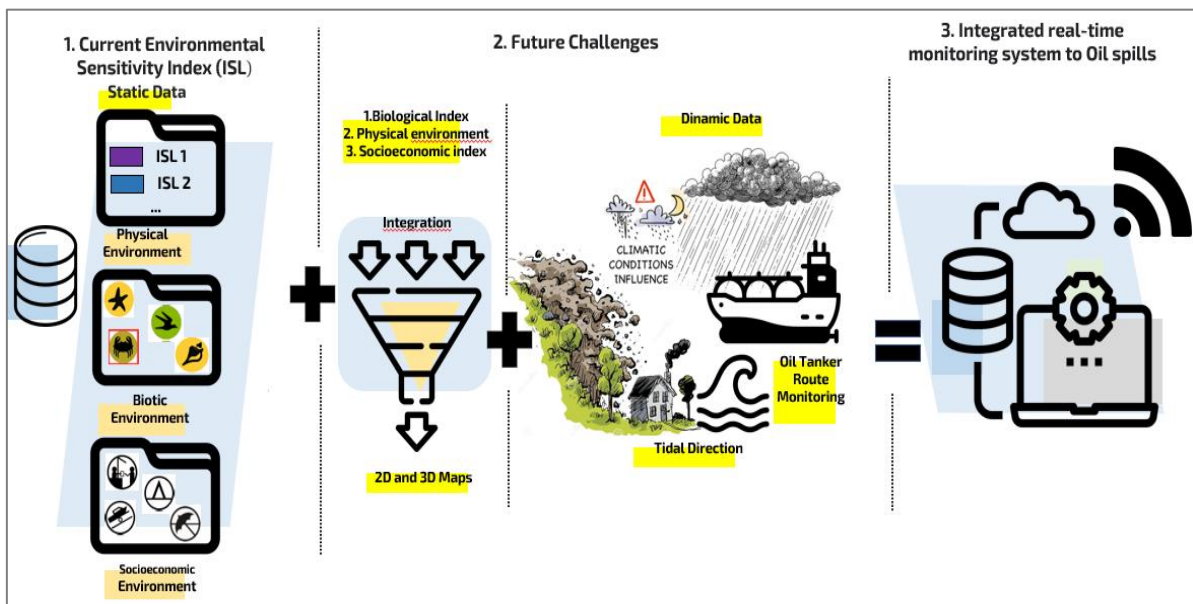 1. Current Environmental
Sensitivity Index (ISL)
Static Data
ISL 1
ISL 2
...
Physical
Environment
Biotic
Environment
Socioeconomic
Environment
2. Future Challenges
1.Biological Index
2. Physical environment
3. Socioeconomic index
Integration
2D and 3D Maps
Dinamic Data
CLIMATIC
CONDITIONS
INFLUENCE
Oil Tanker
Route
Monitoring
Tidal Direction
3. Integrated real-time
monitoring system to Oil spills